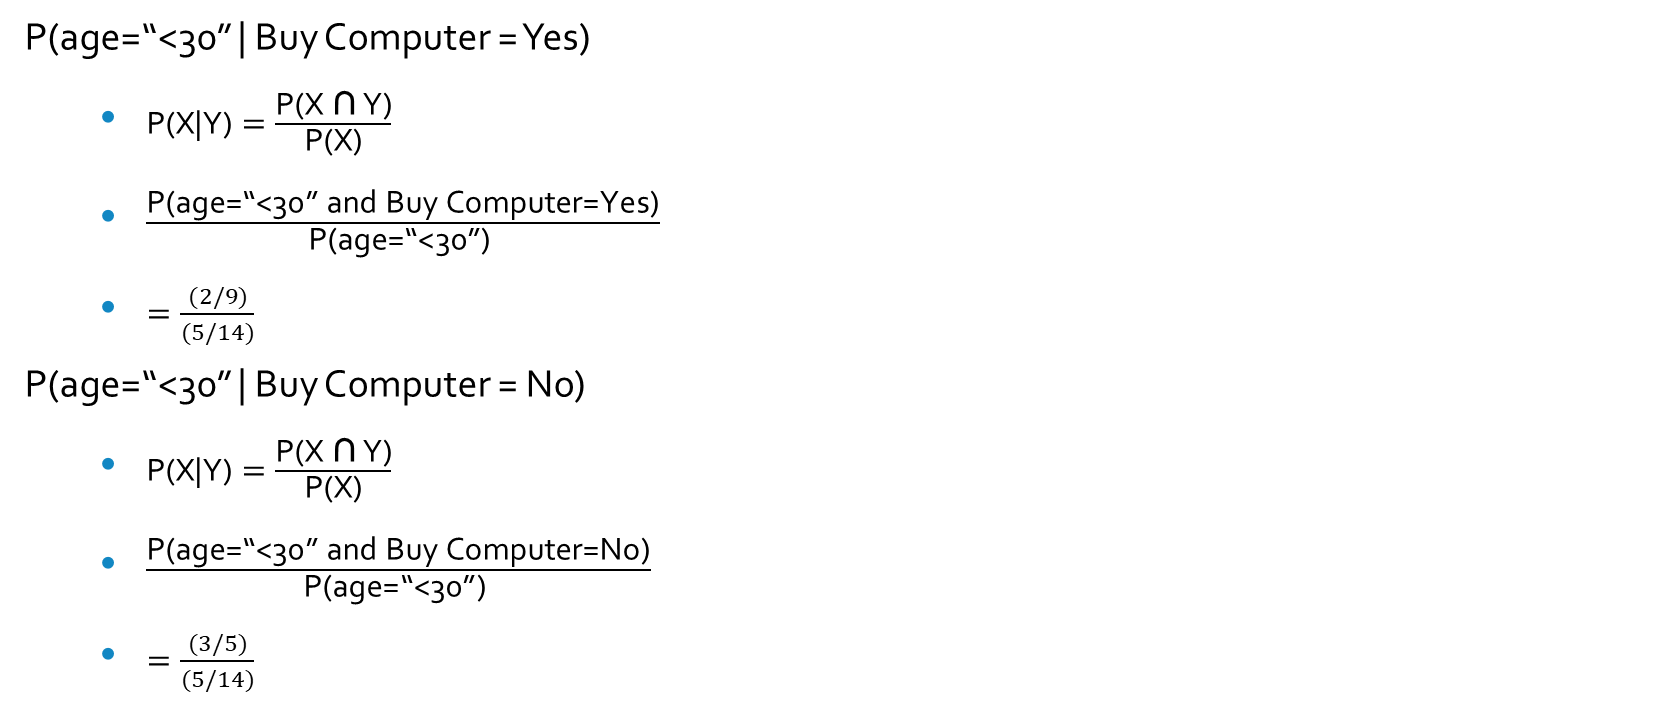 P(age=“<30” | Buy Computer = Yes)
• P(X|Y) = P(X ⋂ Y)
P(X)
• P(age=“<30” and Buy Computer=Yes)
P(age=“<30”)
• = (2/9)
(5/14)
P(age=“<30” | Buy Computer = No)
• P(X|Y) = P(X ⋂ Y)
P(X)
• P(age=“<30” and Buy Computer=No)
P(age=“<30”)
• = (3/5)
(5/14)